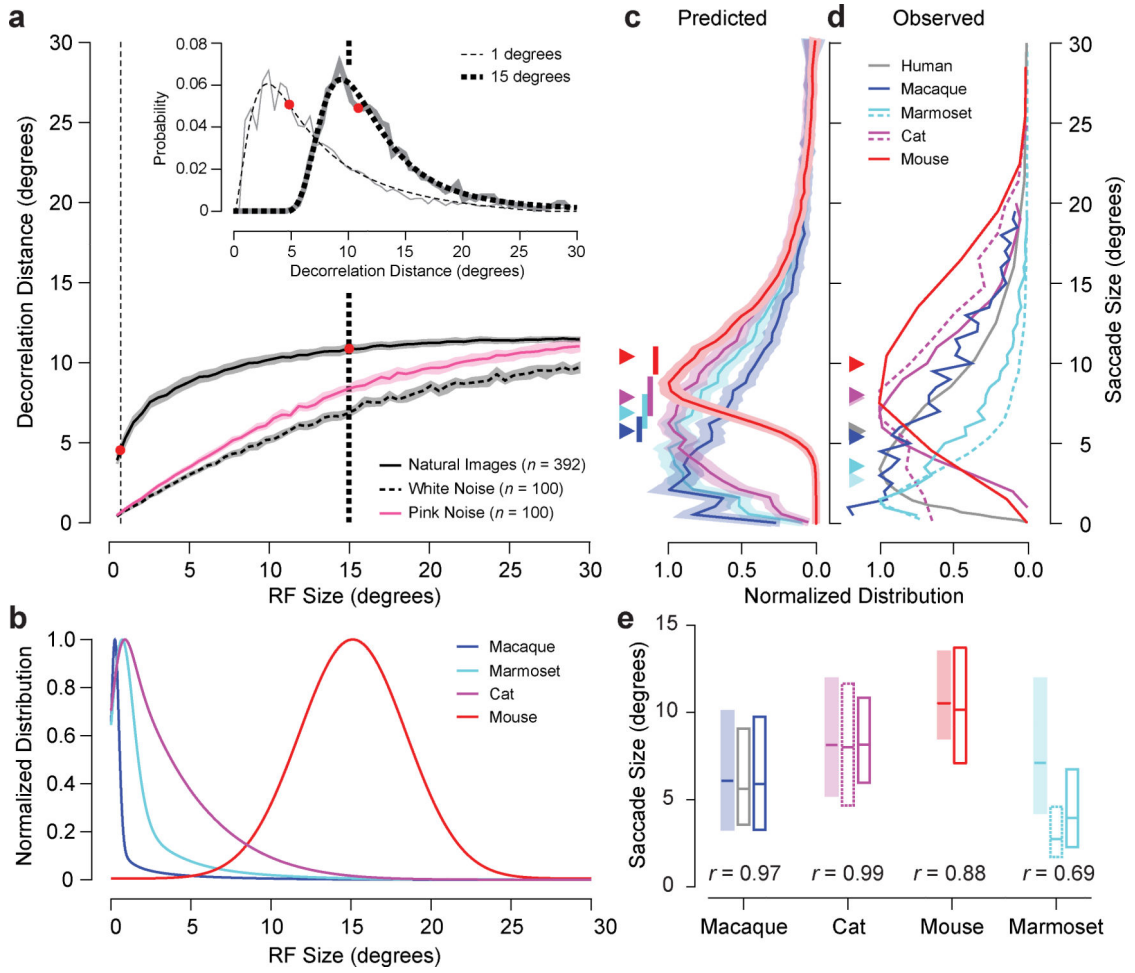 a
30
25
20
15
10
5
0
Decorrelation Distance (degrees)
0 5 10 15 20 25 30
RF Size (degrees)
Natural Images (n = 392)
White Noise (n = 100)
Pink Noise (n = 100)
0.08
0.06
0.04
0.02
0
Probability
0 5 10 15 20 25 30
Decorrelation Distance (degrees)
1 degrees
15 degrees
c Predicted
1.0 0.5 0.0
d Observed
Human
Macaque
Marmoset
Cat
Mouse
30
25
20
15
10
5
0
Saccade Size (degrees)
1.0 0.5 0.0
Normalized Distribution
b
1.0
0.8
0.6
0.4
0.2
0
Normalized Distribution
Macaque
Marmoset
Cat
Mouse
0 5 10 15 20 25 30
RF Size (degrees)
e
15
10
5
0
Saccade Size (degrees)
r = 0.97 r = 0.99 r = 0.88 r = 0.69
Macaque Cat Mouse Marmoset